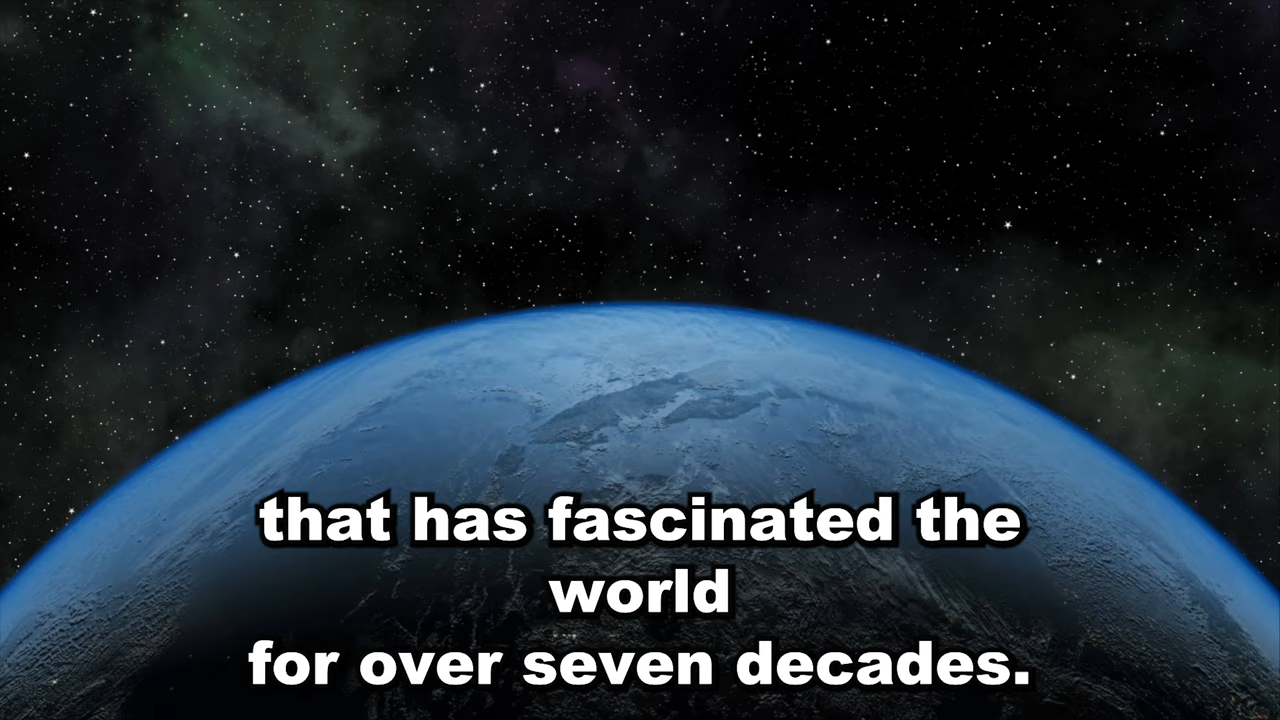 that has fascinated the
world
for over seven decades.